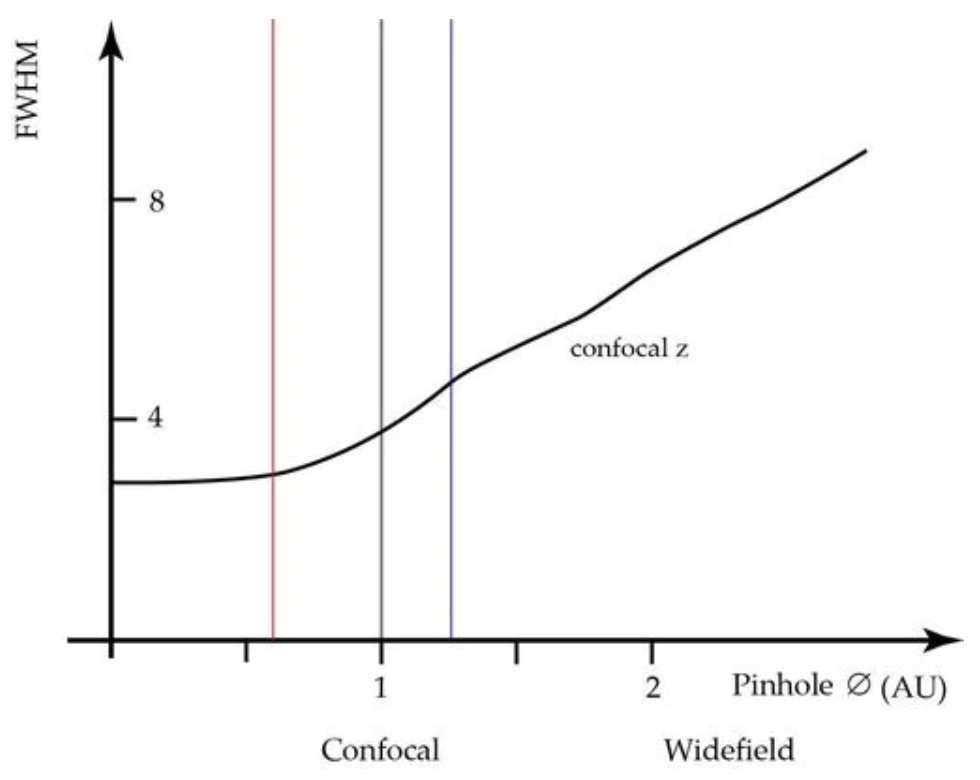 FWHM
8
4
confocal z
1
2
Pinhole ∅ (AU)
Confocal
Widefield